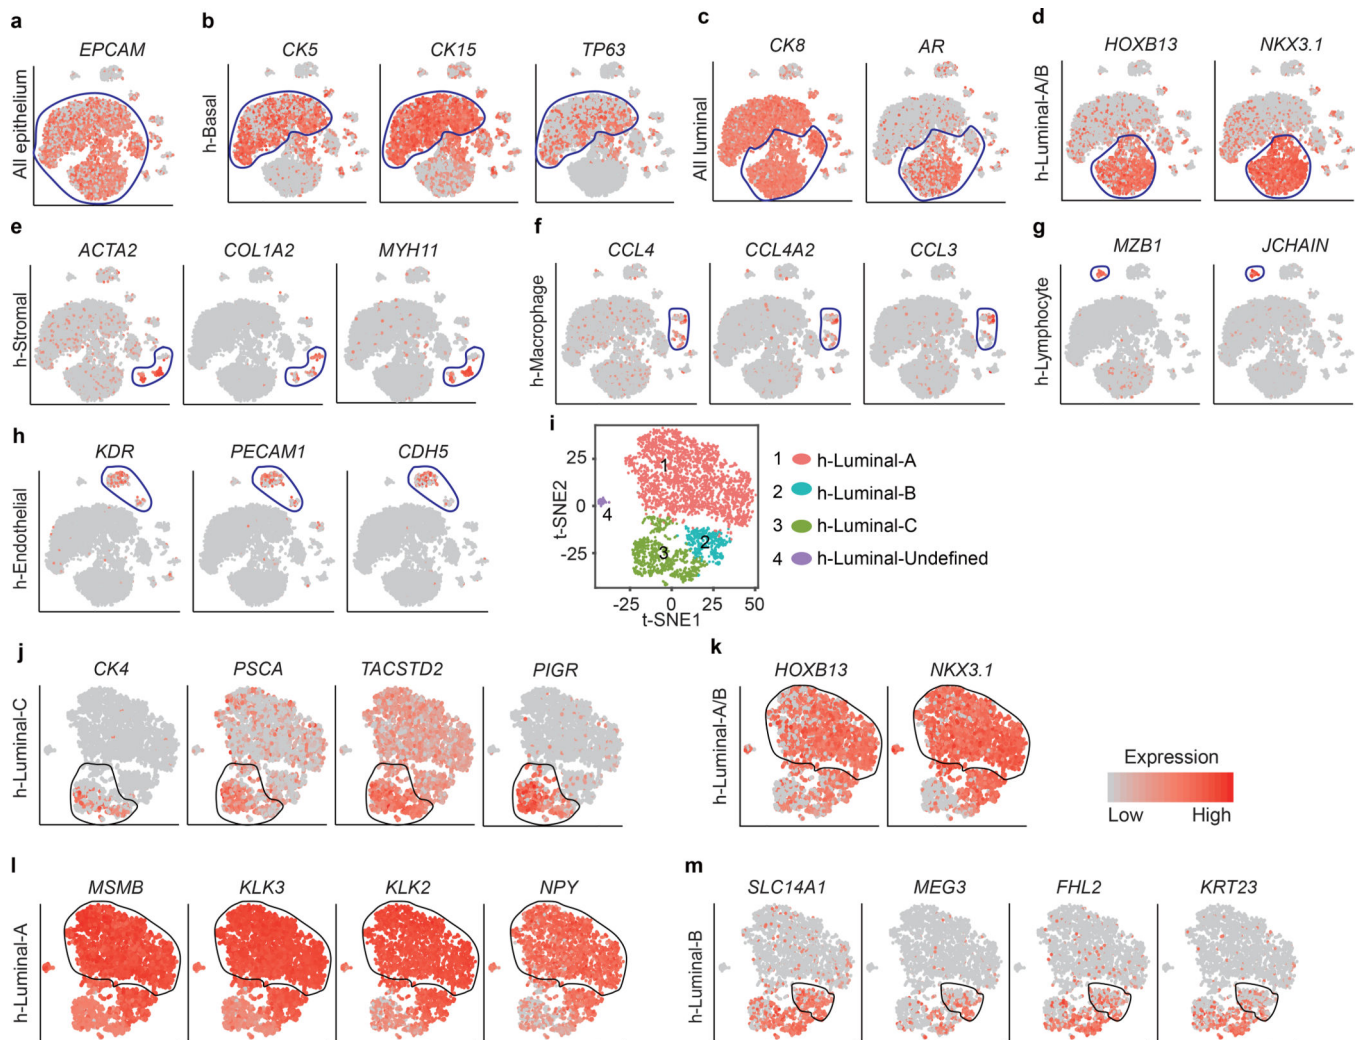 a
b
c
d
EPCAM
CK5
CK15
TP63
CK8
AR
HOXB13
NKX3.1
All epithelium
h-Basal
All luminal
h-Luminal-A/B
e
f
g
ACTA2
COL1A2
MYH11
CCL4
CCL4A2
CCL3
MZB1
JCHAIN
h-Stromal
h-Macrophage
h-Lymphocyte
h
i
KDR
PECAM1
CDH5
h-Endothelial
t-SNE2
25
0
-25
-25
0
25
50
t-SNE1
1
2
3
4
1 h-Luminal-A
2 h-Luminal-B
3 h-Luminal-C
4 h-Luminal-Undefined
j
k
CK4
PSCA
TACSTD2
PIGR
HOXB13
NKX3.1
h-Luminal-C
h-Luminal-A/B
Expression
Low High
l
m
MSMB
KLK3
KLK2
NPY
SLC14A1
MEG3
FHL2
KRT23
h-Luminal-A
h-Luminal-B